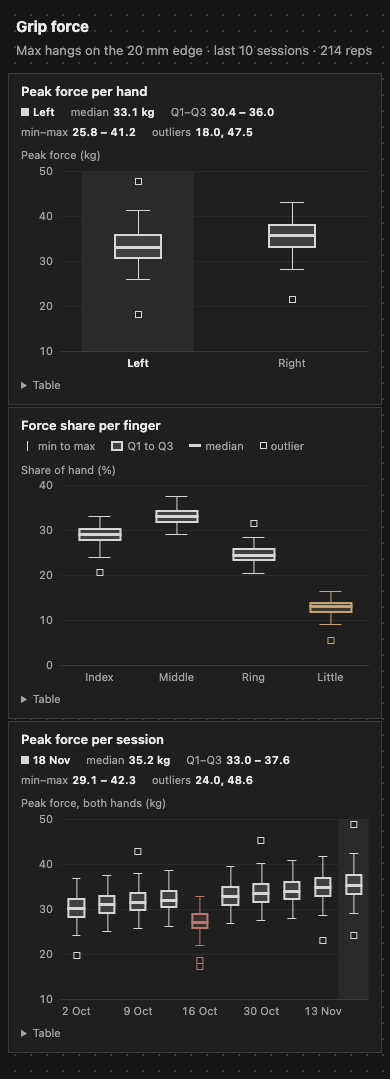 Grip force
Max hangs on the 20 mm edge · last 10 sessions · 214 reps
Peak force per hand
Left median 33.1 kg Q1–Q3 30.4 – 36.0
min–max 25.8 – 41.2 outliers 18.0, 47.5
Peak force (kg)
50
40
30
20
10
Left Right
Table
Force share per finger
min to max Q1 to Q3 median outlier
Share of hand (%)
40
30
20
10
0
Index Middle Ring Little
Table
Peak force per session
18 Nov median 35.2 kg Q1–Q3 33.0 – 37.6
min–max 29.1 – 42.3 outliers 24.0, 48.6
Peak force, both hands (kg)
50
40
30
20
10
2 Oct 9 Oct 16 Oct 30 Oct 13 Nov
Table